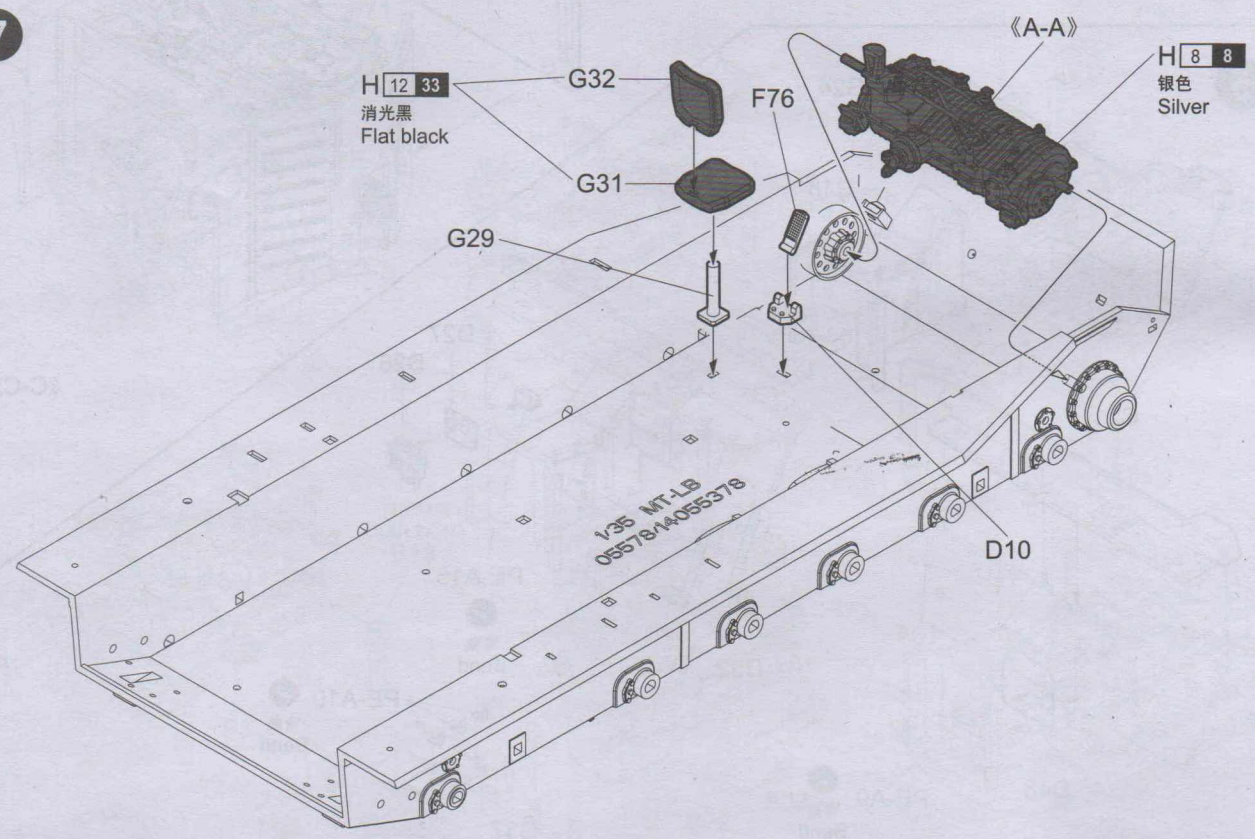 7
《A-A》
H 8 8
银色
Silver
H 12 33
消光黑
Flat black
G32
F76
G31
G29
1/35 MT-LB
05578/14055378
D10